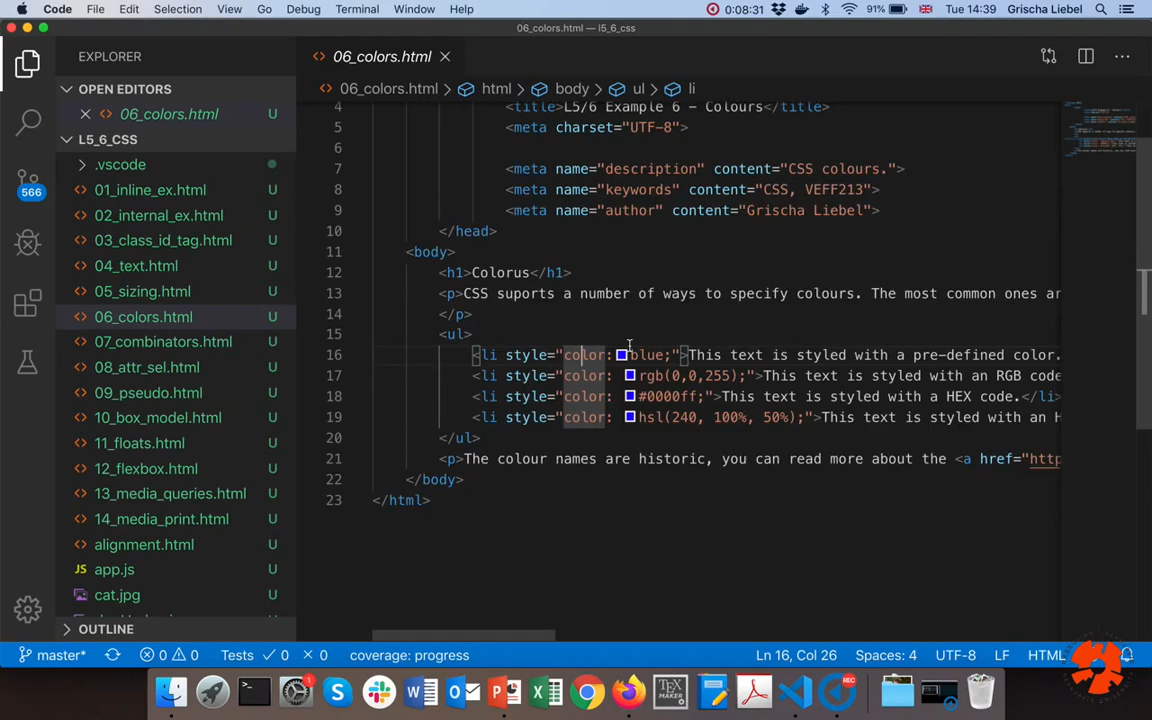 Code File Edit Selection View Go Debug Terminal Window Help 0:08:31 91% Tue 14:39 Grischa Liebel
06_colors.html — l5_6_css
EXPLORER
06_colors.html
OPEN EDITORS
06_colors.html U
06_colors.html html body ul li
L5_6_CSS
.vscode
01_inline_ex.html U
02_internal_ex.html U
03_class_id_tag.html U
04_text.html U
05_sizing.html U
06_colors.html U
07_combinators.html U
08_attr_sel.html U
09_pseudo.html U
10_box_model.html U
11_floats.html U
12_flexbox.html U
13_media_queries.html U
14_media_print.html U
alignment.html U
app.js U
cat.jpg U
OUTLINE
566
1
4 <title>L5/6 Example 6 - Colours</title>
5 <meta charset="UTF-8">
6
7 <meta name="description" content="CSS colours.">
8 <meta name="keywords" content="CSS, VEFF213">
9 <meta name="author" content="Grischa Liebel">
10 </head>
11 <body>
12 <h1>Colorus</h1>
13 <p>CSS suports a number of ways to specify colours. The most common ones ar
14 </p>
15 <ul>
16 <li style="color: blue;">This text is styled with a pre-defined color.
17 <li style="color: rgb(0,0,255);">This text is styled with an RGB code
18 <li style="color: #0000ff;">This text is styled with a HEX code.</li>
19 <li style="color: hsl(240, 100%, 50%);">This text is styled with an H
20 </ul>
21 <p>The colour names are historic, you can read more about the <a href="http
22 </body>
23 </html>
master* 0 0 Tests 0 0 coverage: progress Ln 16, Col 26 Spaces: 4 UTF-8 LF HTML
TEX
MAKER
REC